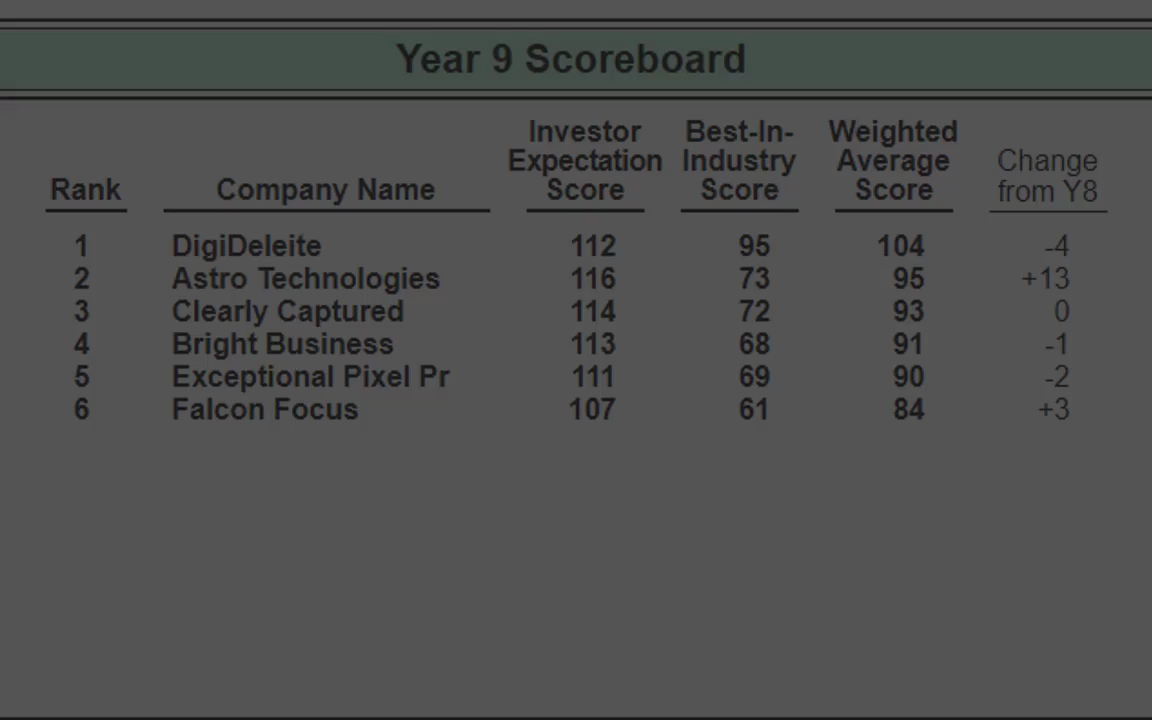 Year 9 Scoreboard
Rank Company Name Investor Expectation Score Best-In-Industry Score Weighted Average Score Change from Y8
1 DigiDeleite 112 95 104 -4
2 Astro Technologies 116 73 95 +13
3 Clearly Captured 114 72 93 0
4 Bright Business 113 68 91 -1
5 Exceptional Pixel Pr 111 69 90 -2
6 Falcon Focus 107 61 84 +3